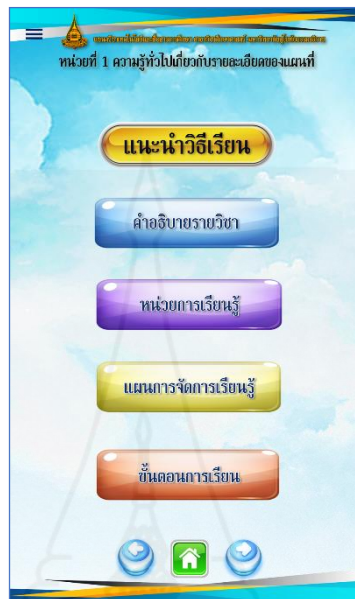 หน่วยที่ 1 ความรู้ทั่วไปเกี่ยวกับรายละเอียดของแผนที่
แนะนำวิธีเรียน
คำอธิบายรายวิชา
หน่วยการเรียนรู้
แผนการจัดการเรียนรู้
ขั้นตอนการเรียน